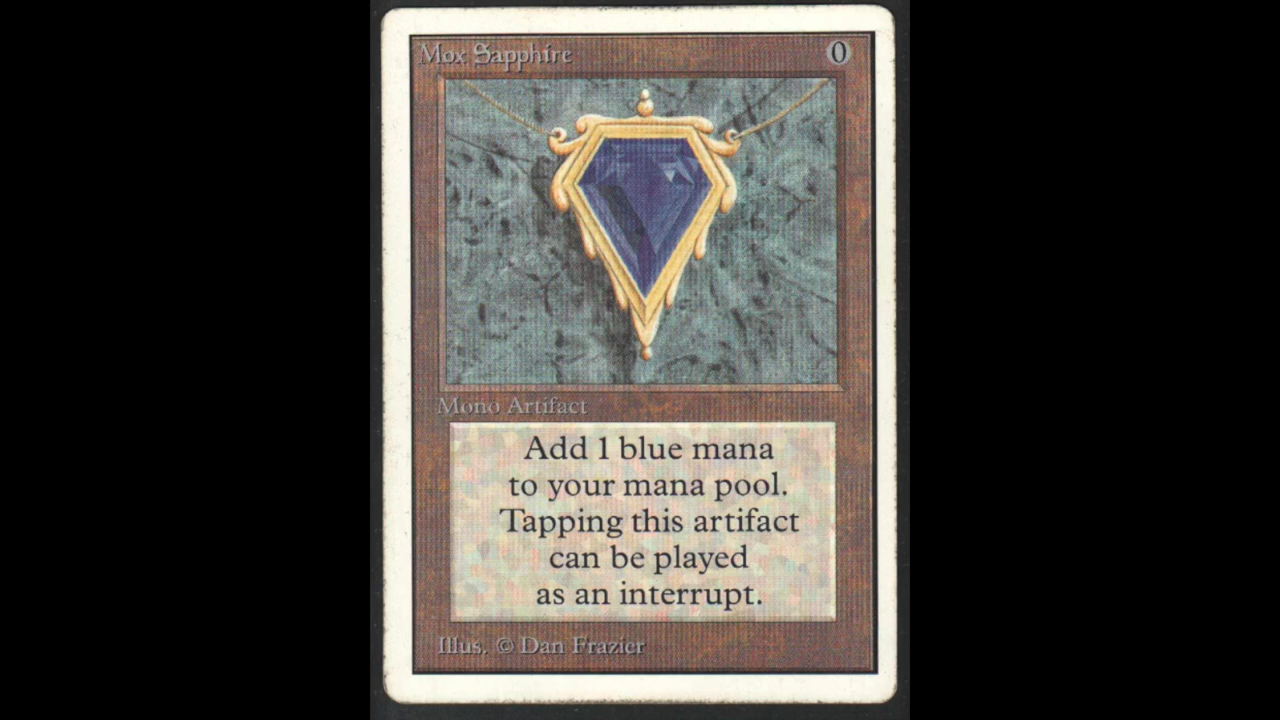 Mox Sapphire 0
Mono Artifact
Add 1 blue mana
to your mana pool.
Tapping this artifact
can be played
as an interrupt.
Illus. © Dan Frazier